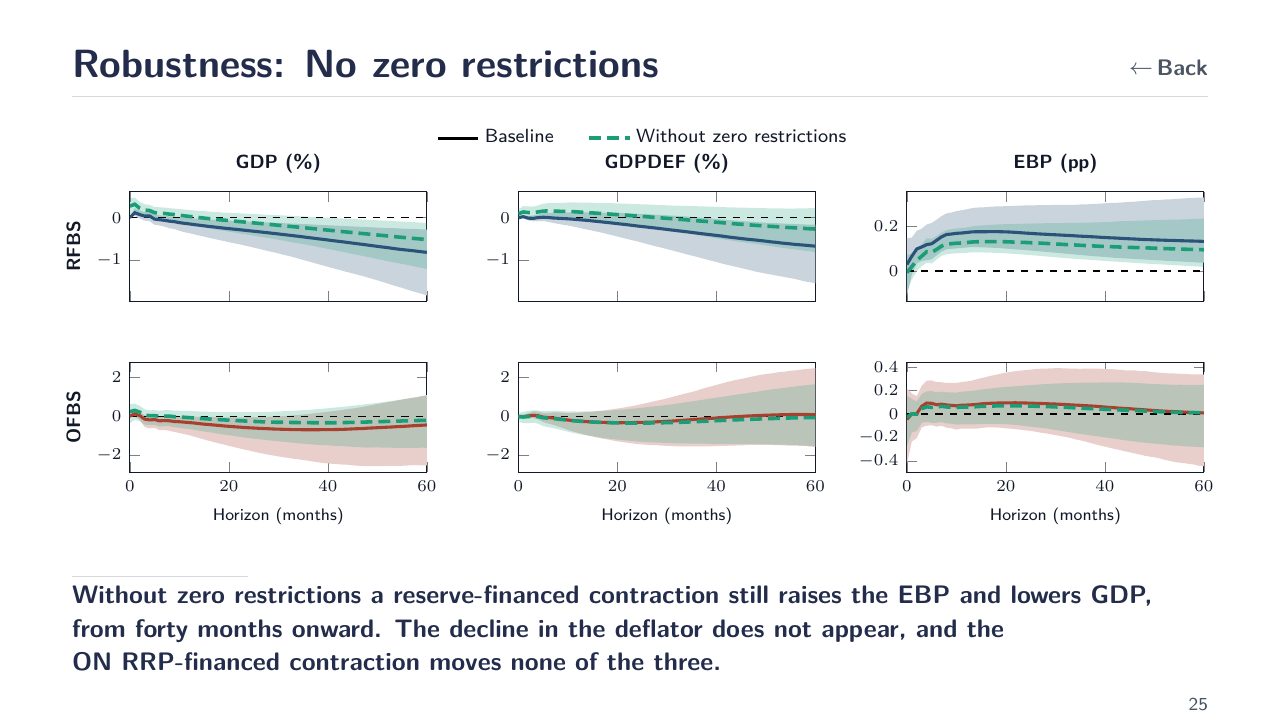 Robustness: No zero restrictions
← Back
Baseline
Without zero restrictions
GDP (%)
GDPDEF (%)
EBP (pp)
RFBS
0
−1
0
−1
0.2
0
OFBS
2
0
−2
0
20
40
60
Horizon (months)
2
0
−2
0
20
40
60
Horizon (months)
0.4
0.2
0
−0.2
−0.4
0
20
40
60
Horizon (months)
Without zero restrictions a reserve-financed contraction still raises the EBP and lowers GDP,
from forty months onward. The decline in the deflator does not appear, and the
ON RRP-financed contraction moves none of the three.
25